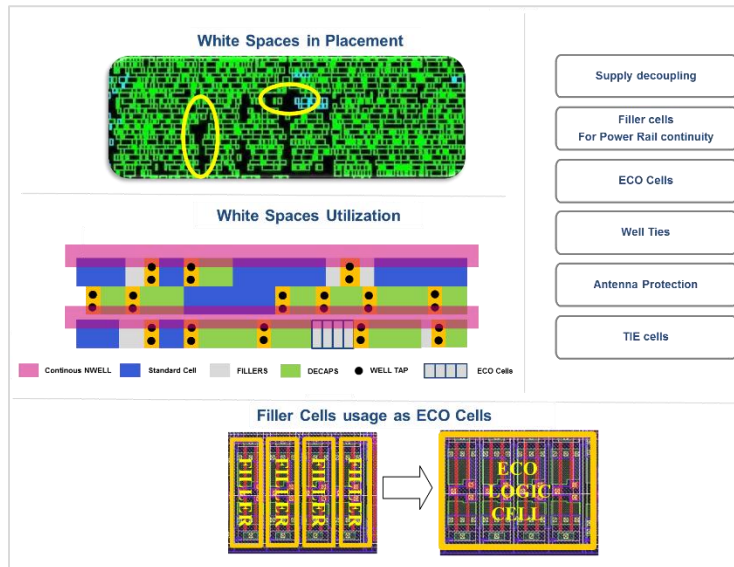 White Spaces in Placement
Supply decoupling
Filler cells
For Power Rail continuity
ECO Cells
Well Ties
Antenna Protection
TIE cells
White Spaces Utilization
Continous NWELL
Standard Cell
FILLERS
DECAPS
WELL TAP
ECO Cells
Filler Cells usage as ECO Cells
FILLER
FILLER
FILLER
FILLER
ECO
LOGIC
CELL